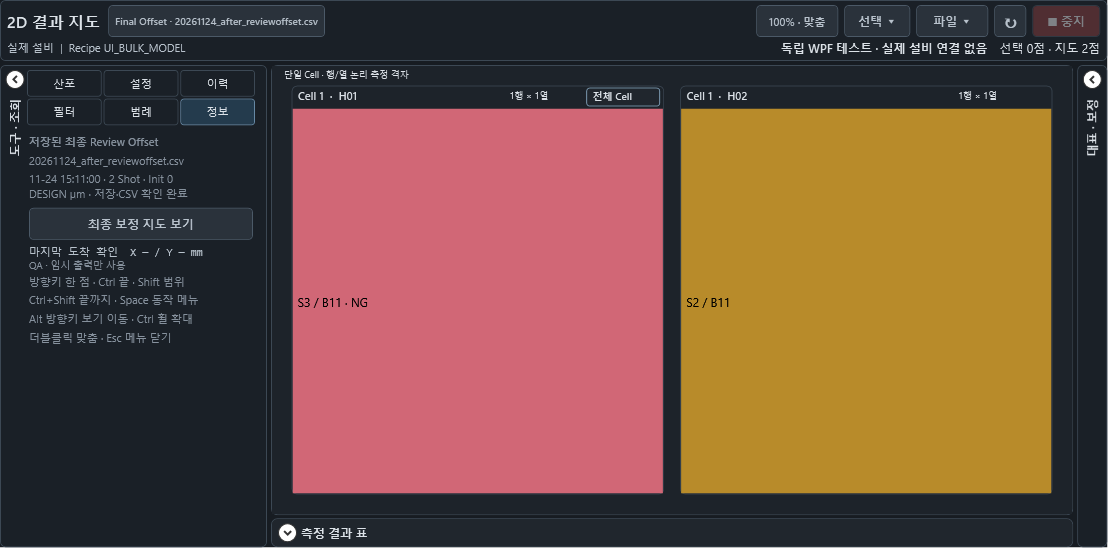 2D 결과 지도
Final Offset · 20261124_after_reviewoffset.csv
100% · 맞춤
선택
파일
중지
실제 설비 | Recipe UI_BULK_MODEL
독립 WPF 테스트 · 실제 설비 연결 없음 선택 0점 · 지도 2점
도구 · 조회
산포
설정
이력
필터
범례
정보
저장된 최종 Review Offset
20261124_after_reviewoffset.csv
11-24 15:11:00 · 2 Shot · Init 0
DESIGN µm · 저장·CSV 확인 완료
최종 보정 지도 보기
마지막 도착 확인 X — / Y — mm
QA · 임시 출력만 사용
방향키 한 점 · Ctrl 끝 · Shift 범위
Ctrl+Shift 끝까지 · Space 동작 메뉴
Alt 방향키 보기 이동 · Ctrl 휠 확대
더블클릭 맞춤 · Esc 메뉴 닫기
단일 Cell · 행/열 논리 측정 격자
Cell 1 · H01
1행 × 1열
전체 Cell
S3 / B11 · NG
Cell 1 · H02
1행 × 1열
S2 / B11
대표 · 보정
측정 결과 표